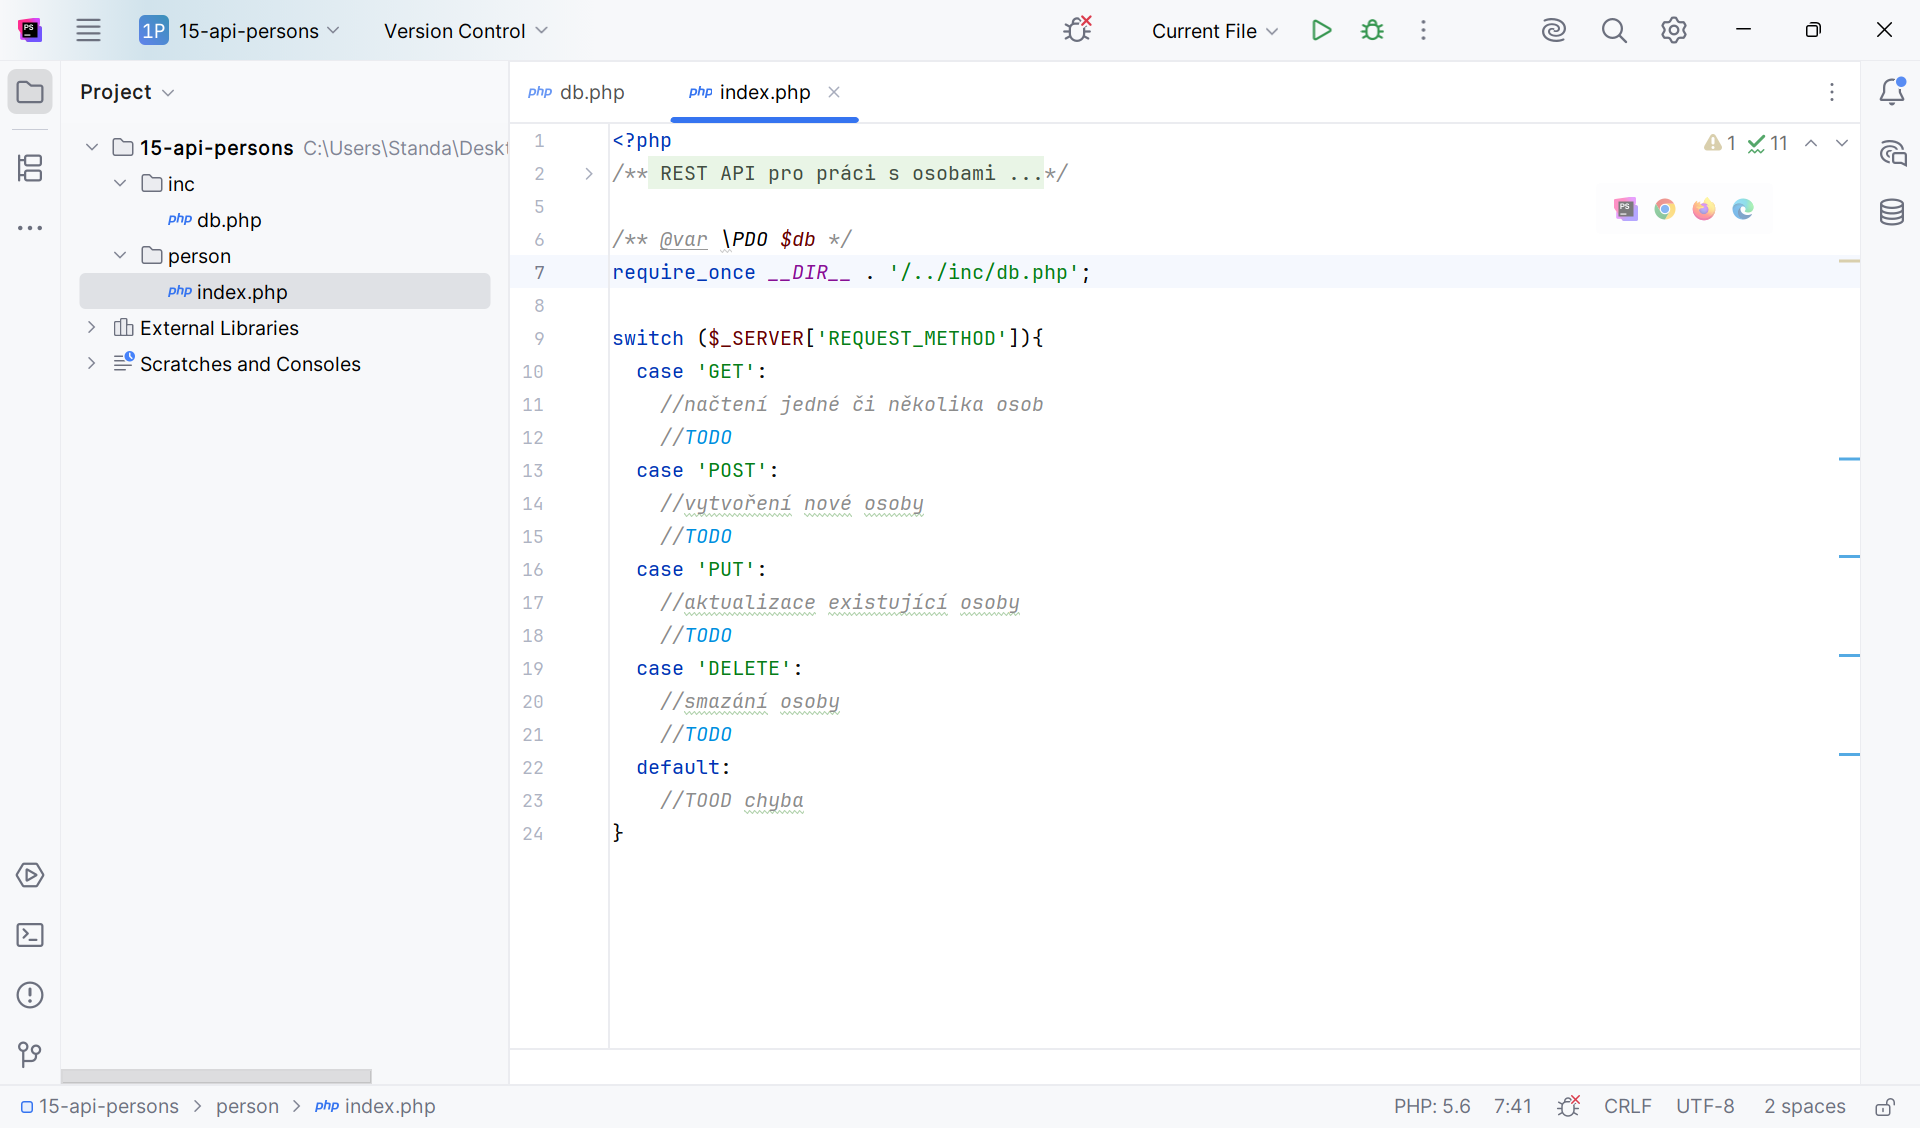 PS
1P 15-api-persons
Version Control
Current File
Project
php db.php
php index.php
15-api-persons C:\Users\Standa\Deskt
inc
php db.php
person
php index.php
External Libraries
Scratches and Consoles
1 <?php
2 /** REST API pro práci s osobami ...*/
5
6 /** @var \PDO $db */
7 require_once __DIR__ . '/../inc/db.php';
8
9 switch ($_SERVER['REQUEST_METHOD']){
10 case 'GET':
11 //načtení jedné či několika osob
12 //TODO
13 case 'POST':
14 //vytvoření nové osoby
15 //TODO
16 case 'PUT':
17 //aktualizace existující osoby
18 //TODO
19 case 'DELETE':
20 //smazání osoby
21 //TODO
22 default:
23 //TOOD chyba
24 }
1 11
PS
15-api-persons > person > php index.php
PHP: 5.6 7:41 CRLF UTF-8 2 spaces